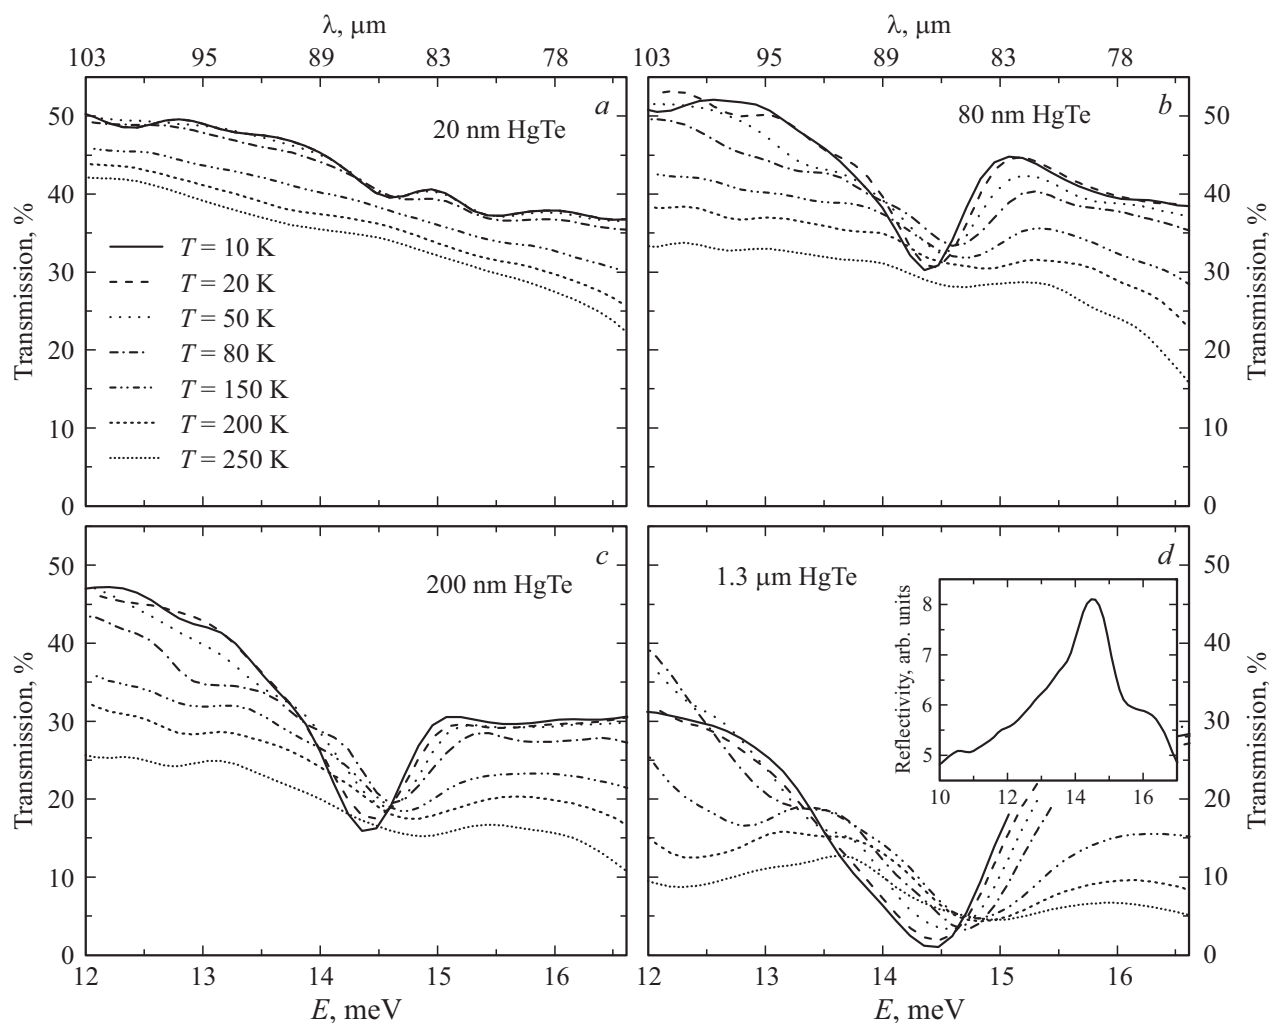 λ, μm
λ, μm
103 95 89 83 78
103 95 89 83 78
a
20 nm HgTe
T = 10 K
T = 20 K
T = 50 K
T = 80 K
T = 150 K
T = 200 K
T = 250 K
Transmission, %
50
40
30
20
10
0
b
80 nm HgTe
50
40
30
20
10
0
Transmission, %
c
200 nm HgTe
Transmission, %
50
40
30
20
10
0
12 13 14 15 16
E, meV
d
1.3 μm HgTe
Reflectivity, arb. units
8
7
6
5
10 12 14 16
50
40
30
20
10
0
Transmission, %
12 13 14 15 16
E, meV